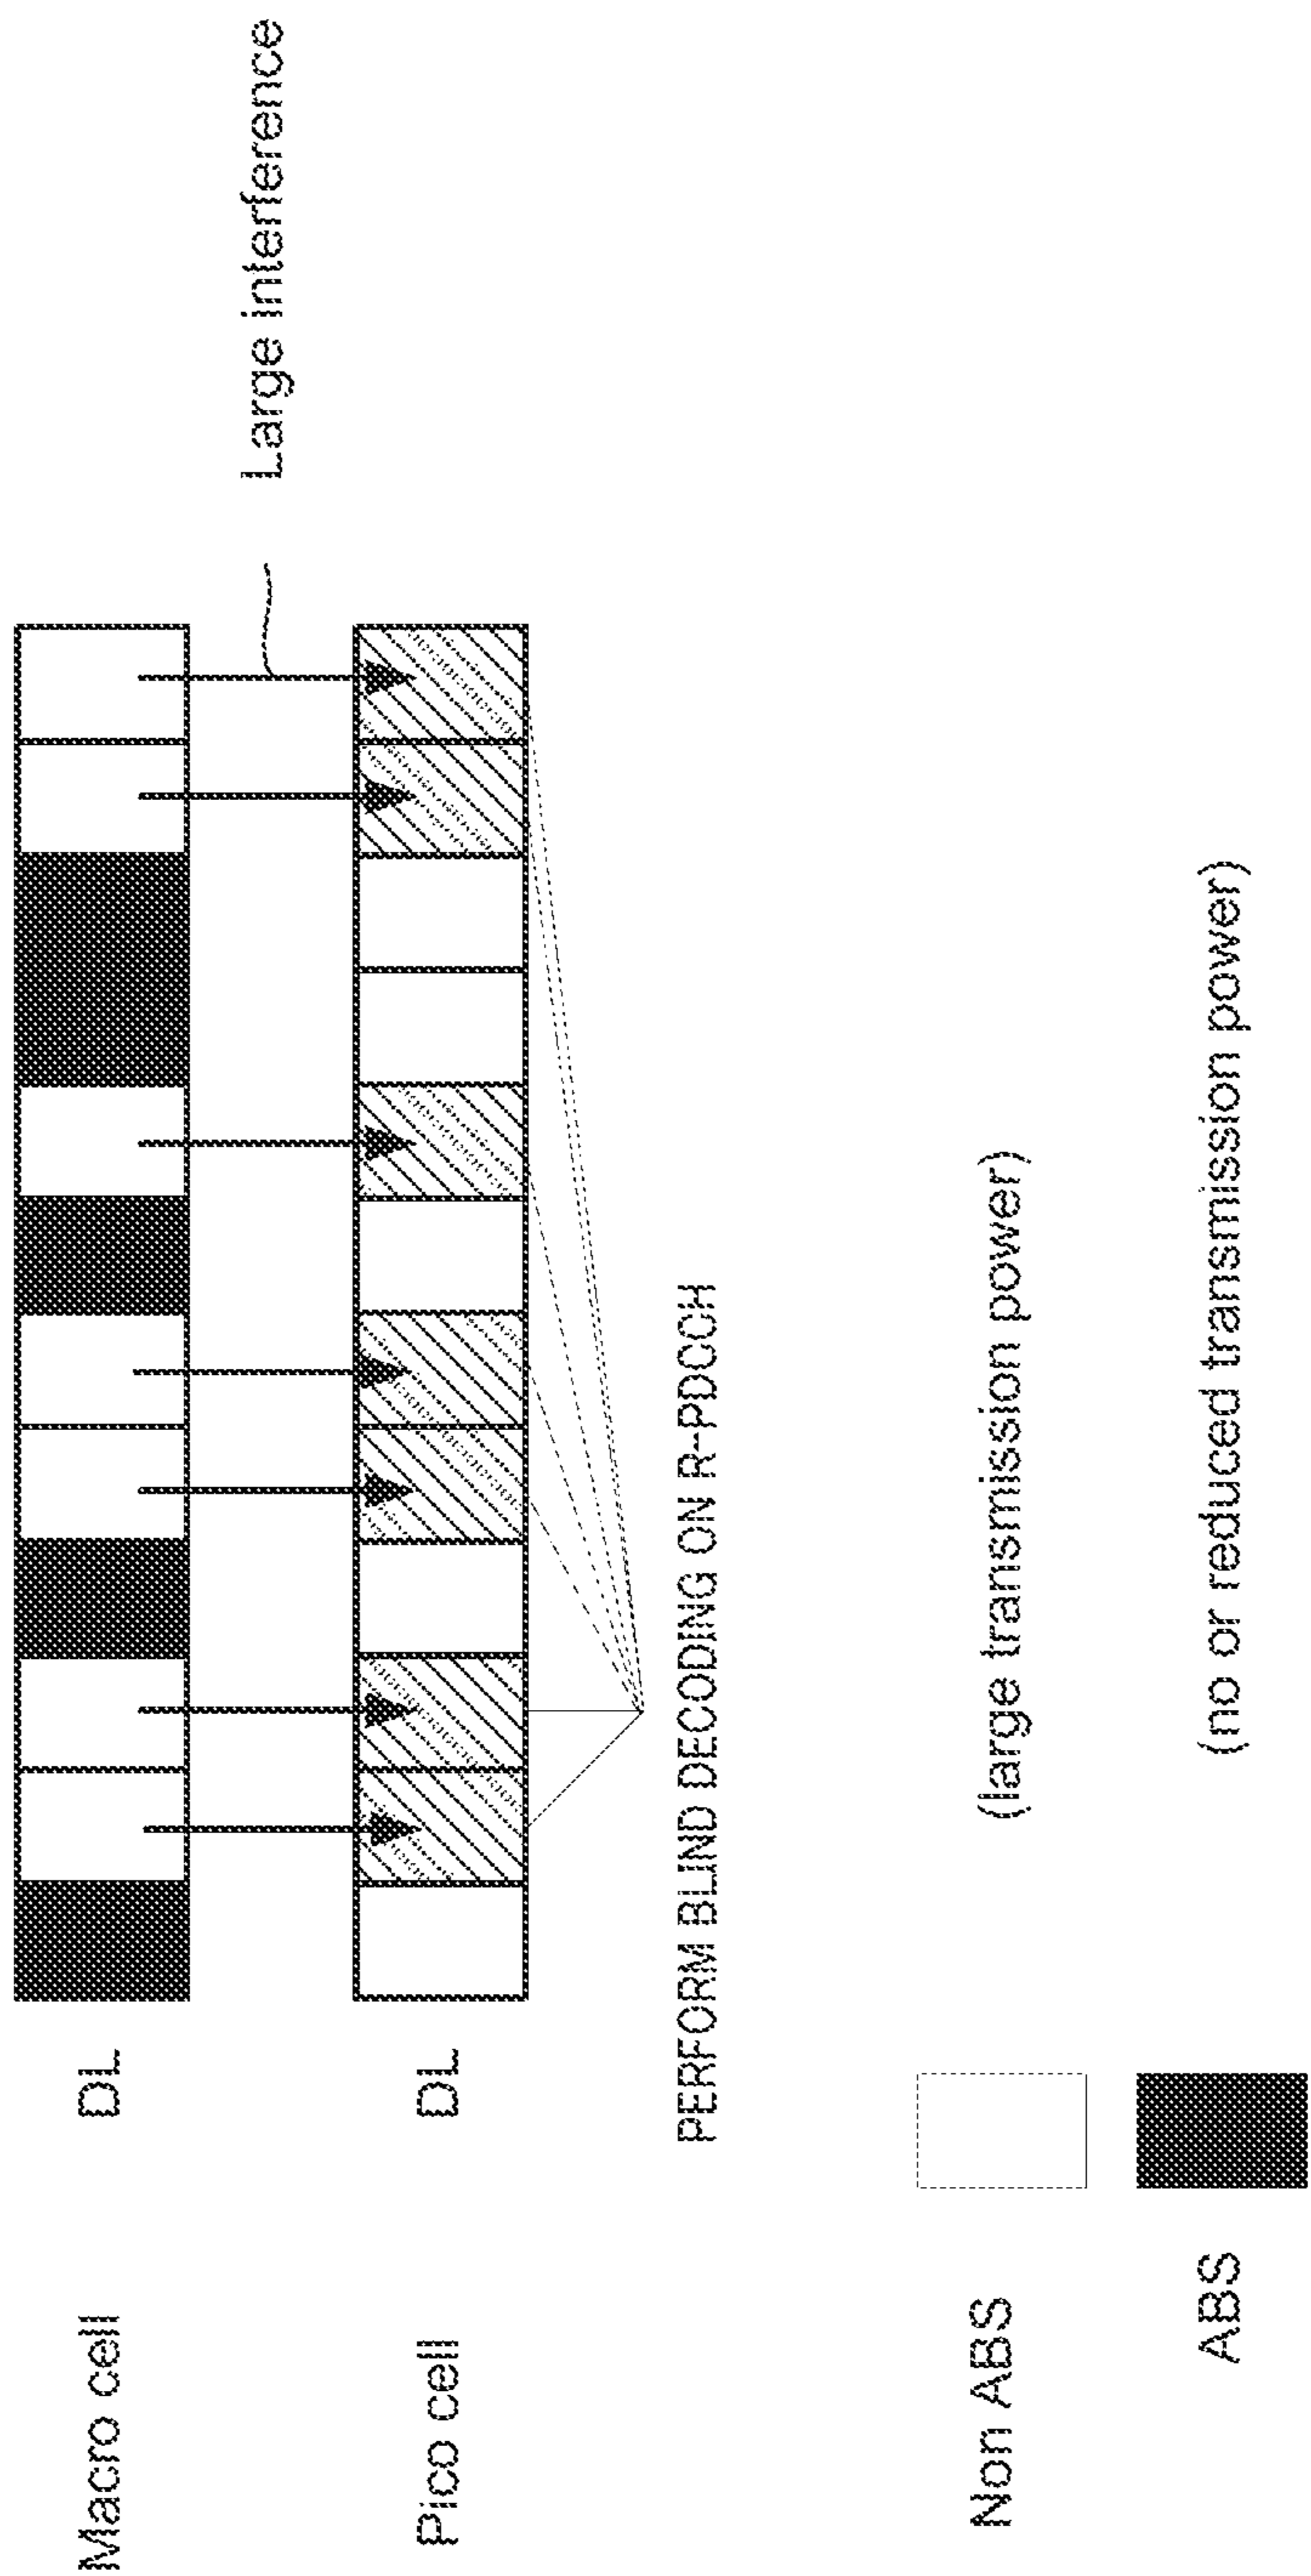 Large interference
Macro cell
DL
Pico cell
DL
PERFORM BLIND DECODING ON R-PDCCH
Non ABS
(large transmission power)
ABS
(no or reduced transmission power)